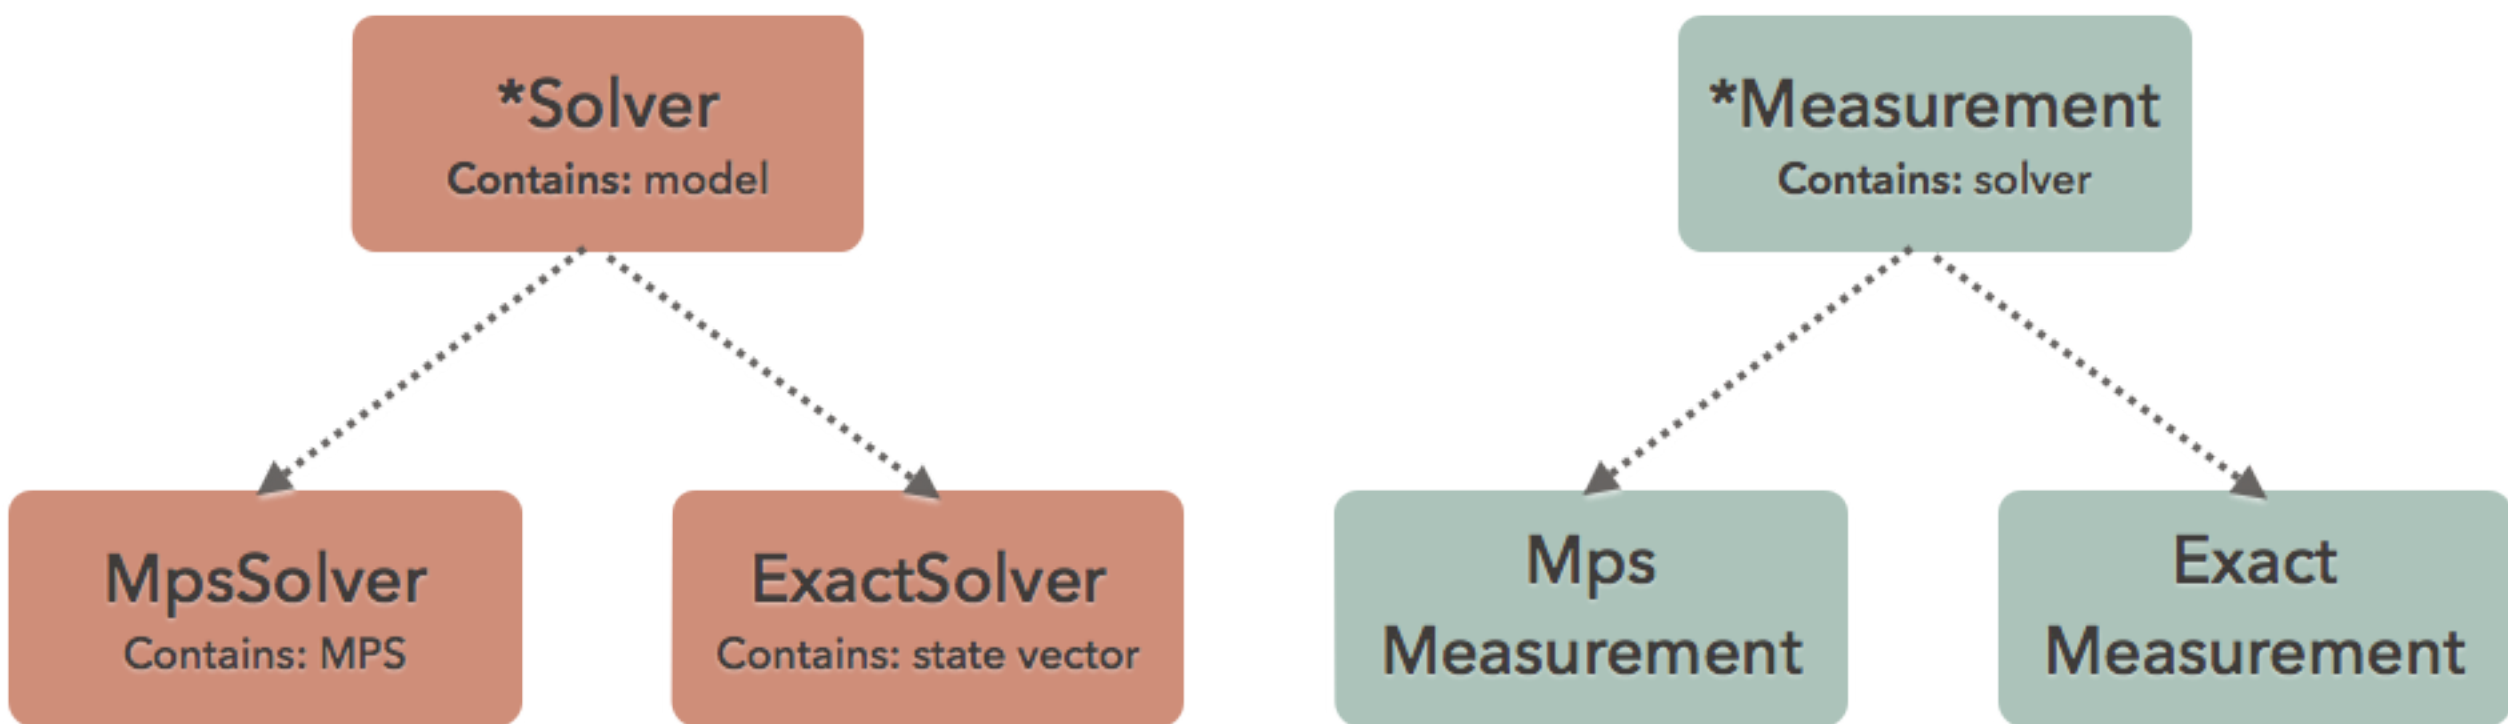 *Solver
Contains: model
*Measurement
Contains: solver
MpsSolver
Contains: MPS
ExactSolver
Contains: state vector
Mps
Measurement
Exact
Measurement